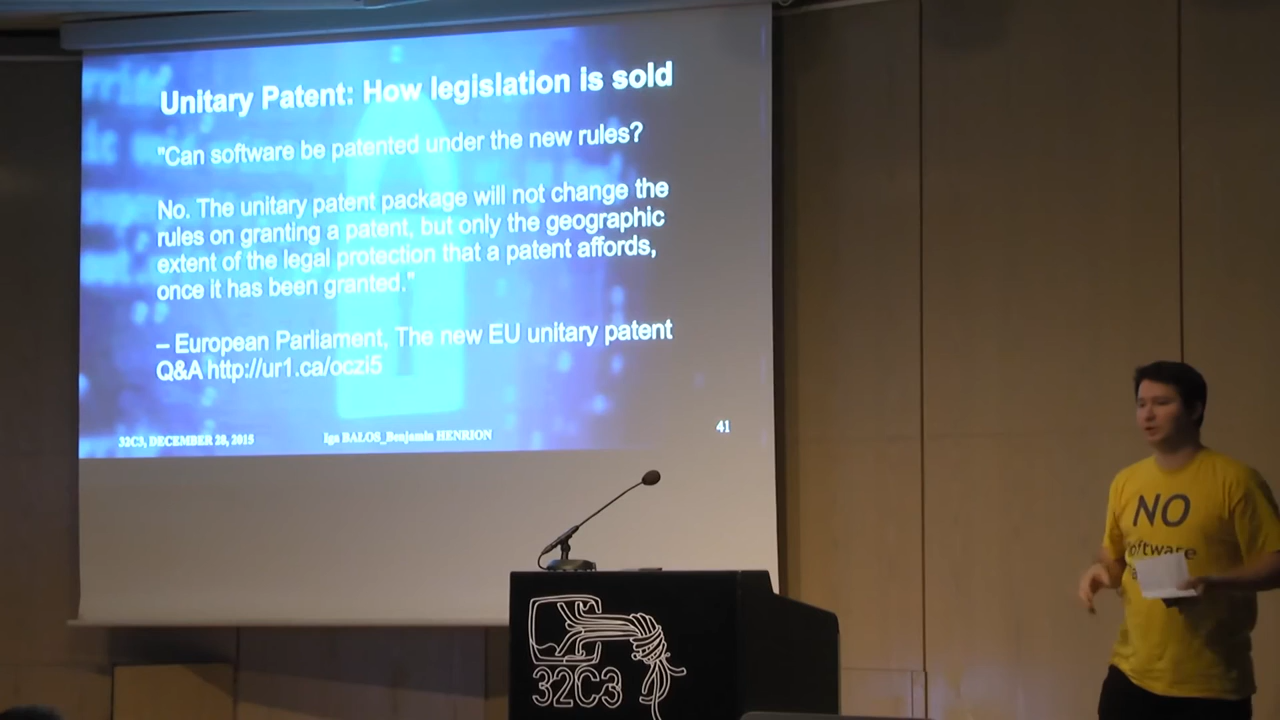 Unitary Patent: How legislation is sold
"Can software be patented under the new rules?
No. The unitary patent package will not change the
rules on granting a patent, but only the geographic
extent of the legal protection that a patent affords,
once it has been granted."
– European Parliament, The new EU unitary patent
Q&A http://ur1.ca/oczi5
32C3, DECEMBER 28, 2015
Iga BALOS_Benjamin HENRION
41
NO
software
32C3